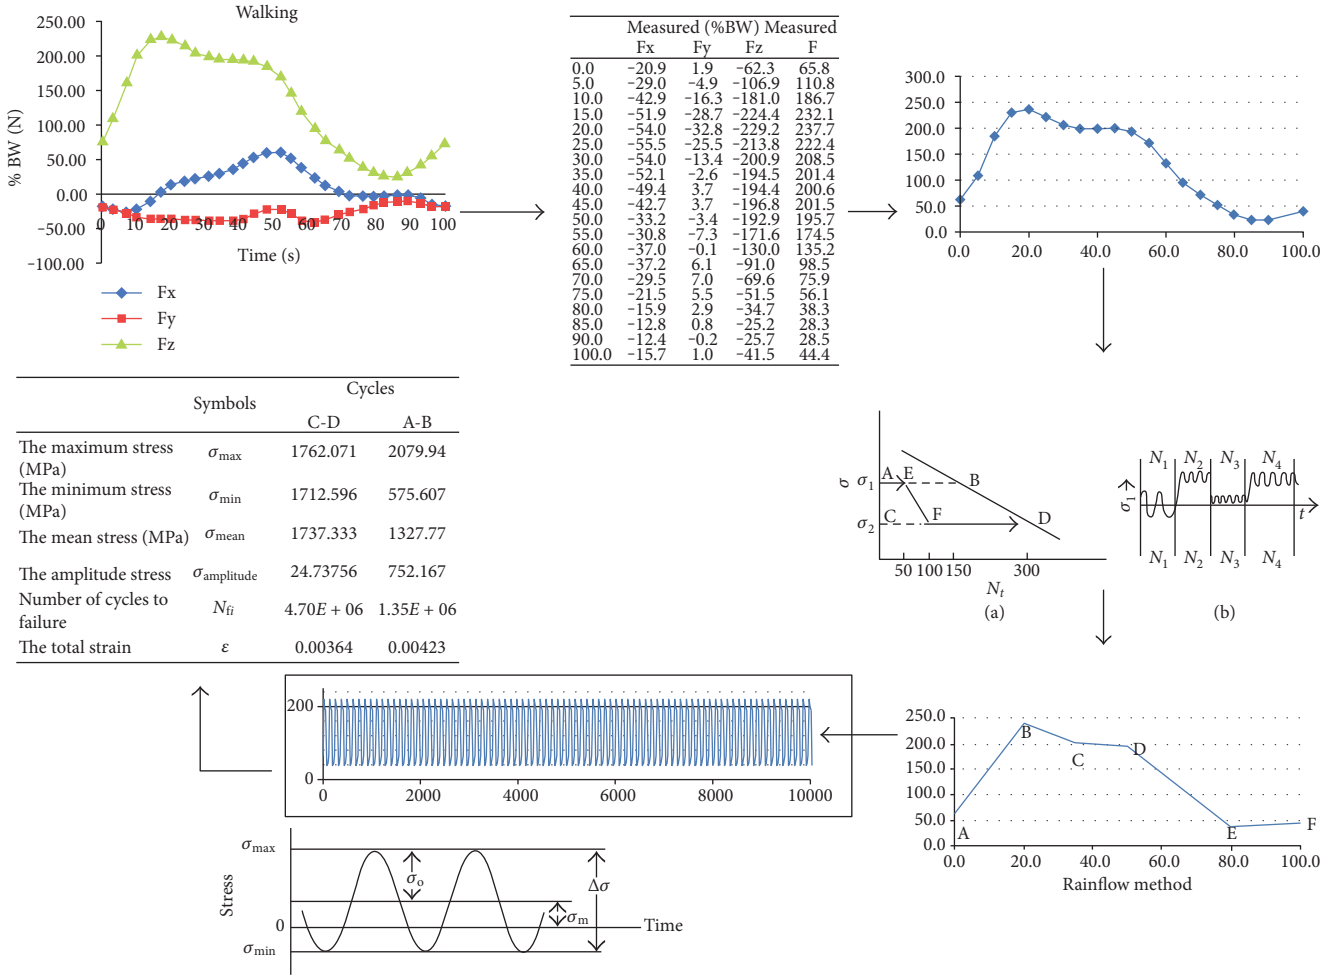 Walking
% BW (N)
250.00
200.00
150.00
100.00
50.00
0.00
-50.00
-100.00
0 10 20 30 40 50 60 70 80 90 100
Time (s)
Fx
Fy
Fz
Measured (%BW) Measured
Fx Fy Fz F
0.0 -20.9 1.9 -62.3 65.8
5.0 -29.0 -4.9 -106.9 110.8
10.0 -42.9 -16.3 -181.0 186.7
15.0 -51.9 -28.7 -224.4 232.1
20.0 -54.0 -32.8 -229.2 237.7
25.0 -55.5 -25.5 -213.8 222.4
30.0 -54.0 -13.4 -200.9 208.5
35.0 -52.1 -2.6 -194.5 201.4
40.0 -49.4 3.7 -194.4 200.6
45.0 -42.7 3.7 -196.8 201.5
50.0 -33.2 -3.4 -192.9 195.7
55.0 -30.8 -7.3 -171.6 174.5
60.0 -37.0 -0.1 -130.0 135.2
65.0 -37.2 6.1 -91.0 98.5
70.0 -29.5 7.0 -69.6 75.9
75.0 -21.5 5.5 -51.5 56.1
80.0 -15.9 2.9 -34.7 38.3
85.0 -12.8 0.8 -25.2 28.3
90.0 -12.4 -0.2 -25.7 28.5
100.0 -15.7 1.0 -41.5 44.4
300.0
250.0
200.0
150.0
100.0
50.0
0.0
0.0 20.0 40.0 60.0 80.0 100.0
Symbols Cycles
C-D A-B
The maximum stress
(MPa) σmax 1762.071 2079.94
The minimum stress
(MPa) σmin 1712.596 575.607
The mean stress (MPa) σmean 1737.333 1327.77
The amplitude stress σamplitude 24.73756 752.167
Number of cycles to
failure Nfi 4.70E + 06 1.35E + 06
The total strain ε 0.00364 0.00423
σ σ1 A E B
σ2 C F D
50 100 150 300
Nt
(a)
N1 N2 N3 N4
σ1
t
N1 N2 N3 N4
(b)
200
0
0 2000 4000 6000 8000 10000
250.0
200.0
150.0
100.0
50.0
0.0
A B C D E F
0.0 20.0 40.0 60.0 80.0 100.0
Rainflow method
Stress
σmax
0
σmin
σo
σm
Δσ
Time